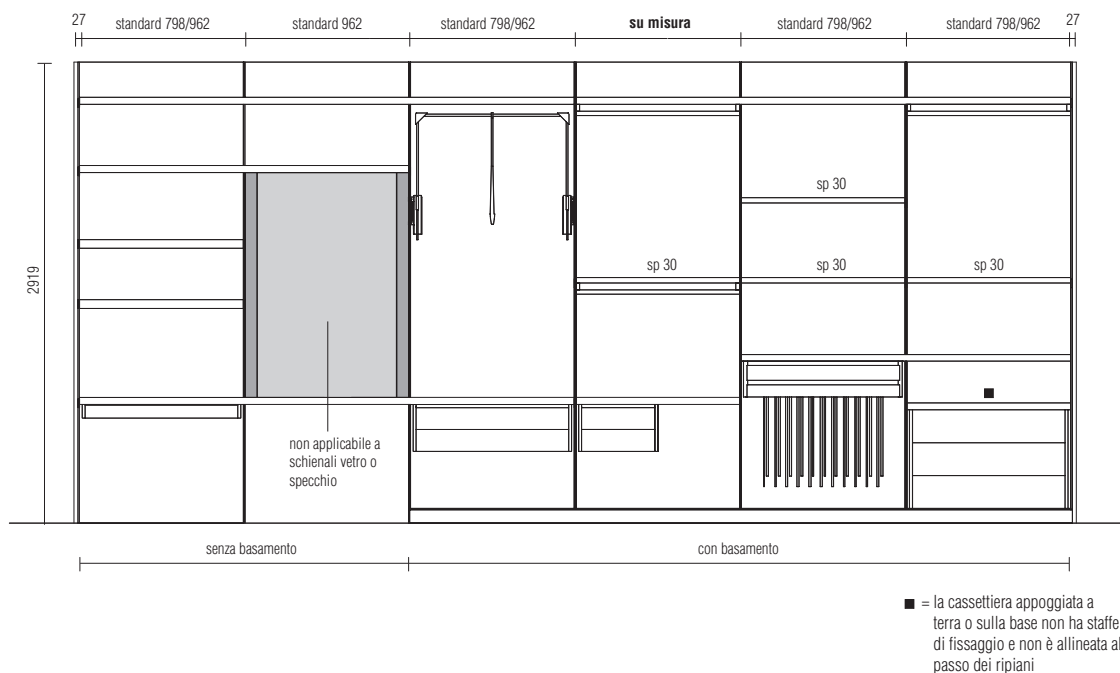 27 standard 798/962 standard 962 standard 798/962 su misura standard 798/962 standard 798/962 27
sp 30
sp 30 sp 30 sp 30
2919
non applicabile a
schienali vetro o
specchio
senza basamento con basamento
■ = la cassettiera appoggiata a
terra o sulla base non ha staffe
di fissaggio e non è allineata al
passo dei ripiani